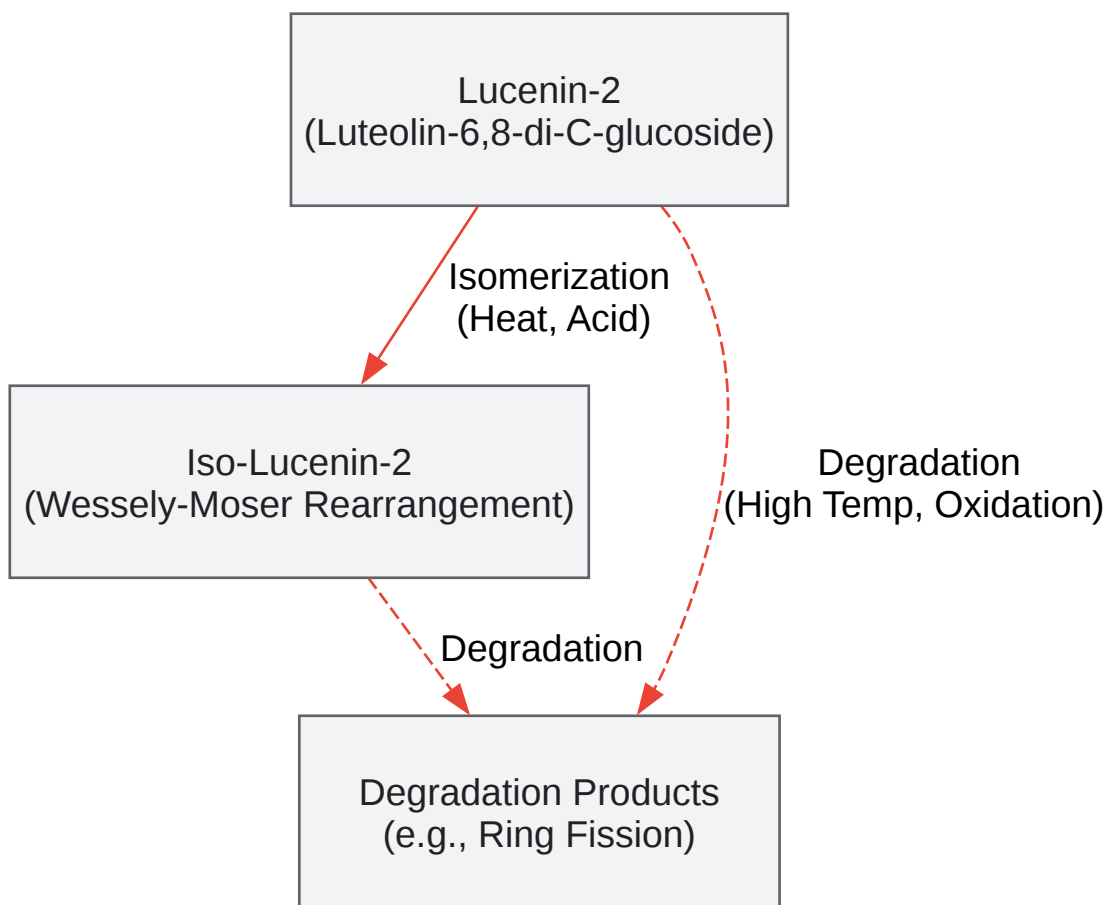 Lucenin-2
(Luteolin-6,8-di-C-glucoside)
Isomerization
(Heat, Acid)
Iso-Lucenin-2
(Wessely-Moser Rearrangement)
Degradation
(High Temp, Oxidation)
Degradation
Degradation Products
(e.g., Ring Fission)